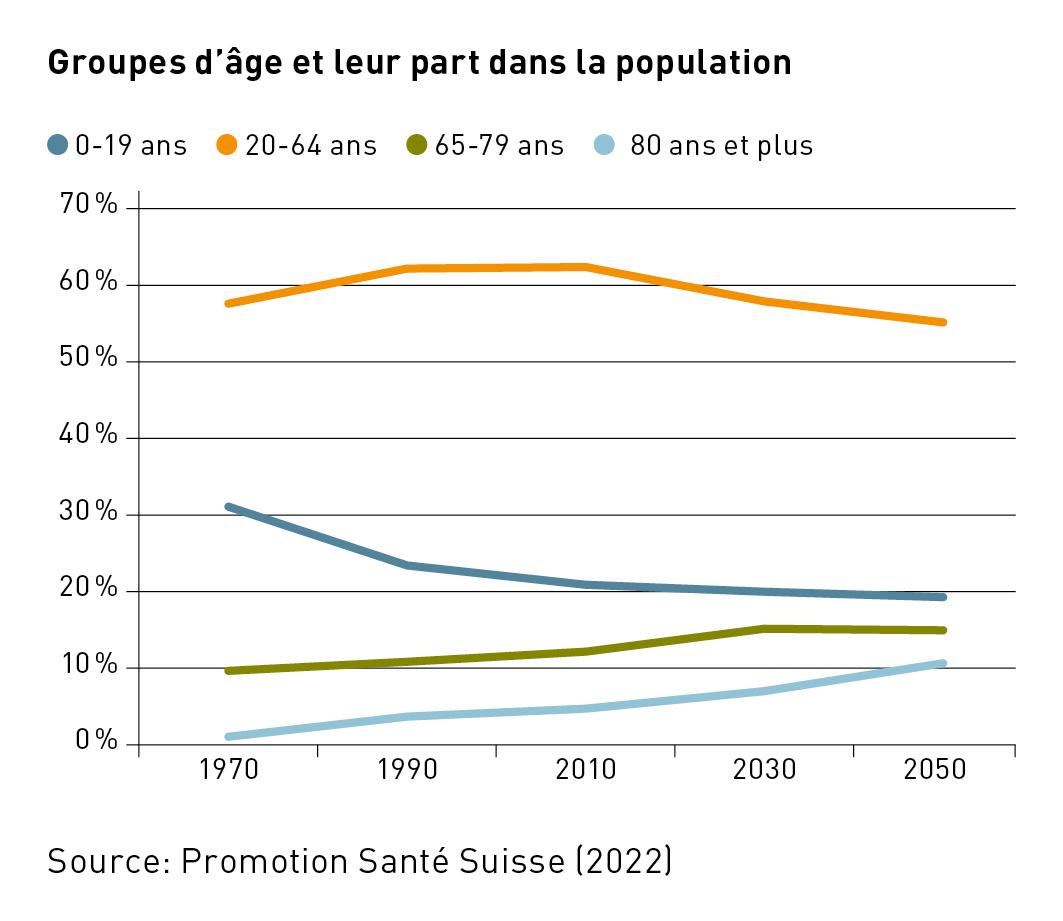 Groupes d’âge et leur part dans la population
0-19 ans 20-64 ans 65-79 ans 80 ans et plus
70 %
60 %
50 %
40 %
30 %
20 %
10 %
0 %
1970 1990 2010 2030 2050
Source: Promotion Santé Suisse (2022)